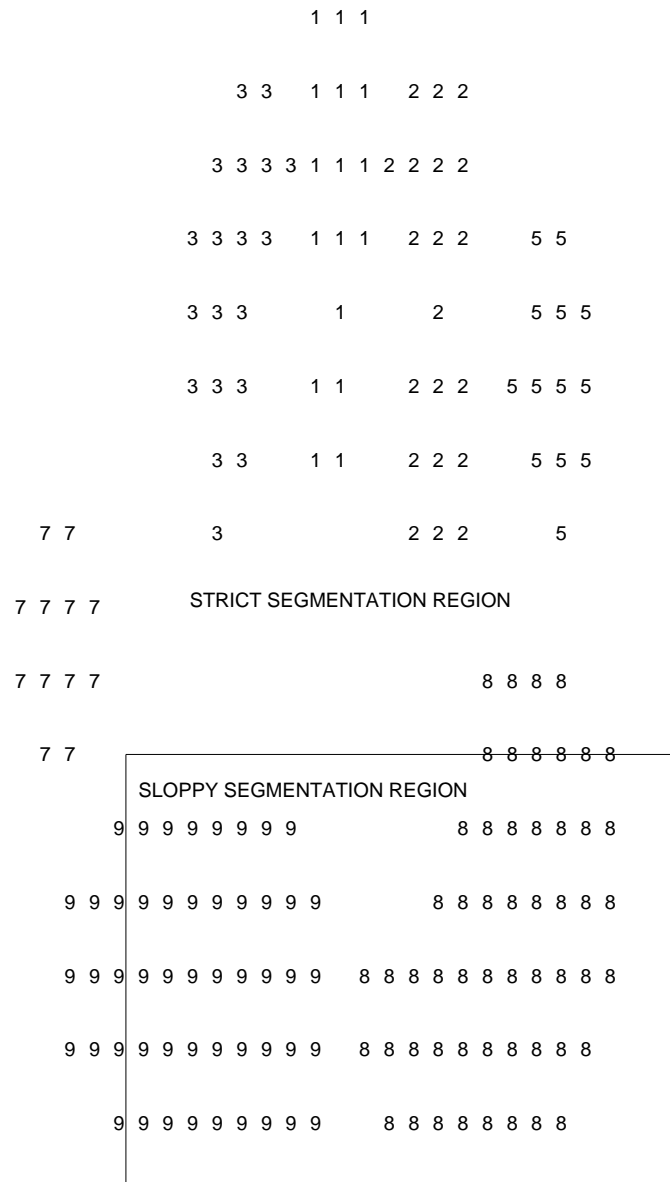 1 1 1
3 3 1 1 1 2 2 2
3 3 3 3 1 1 1 2 2 2 2
3 3 3 3 1 1 1 2 2 2 5 5
3 3 3 1 2 5 5 5
3 3 3 1 1 2 2 2 5 5 5 5
3 3 1 1 2 2 2 5 5 5
7 7 3 2 2 2 5
7 7 7 7 STRICT SEGMENTATION REGION
7 7 7 7 8 8 8 8
7 7 8 8 8 8 8 8
SLOPPY SEGMENTATION REGION
9 9 9 9 9 9 9 9 8 8 8 8 8 8 8
9 9 9 9 9 9 9 9 9 9 9 8 8 8 8 8 8 8 8
9 9 9 9 9 9 9 9 9 9 9 8 8 8 8 8 8 8 8 8 8 8
9 9 9 9 9 9 9 9 9 9 9 8 8 8 8 8 8 8 8 8 8
9 9 9 9 9 9 9 9 9 8 8 8 8 8 8 8 8